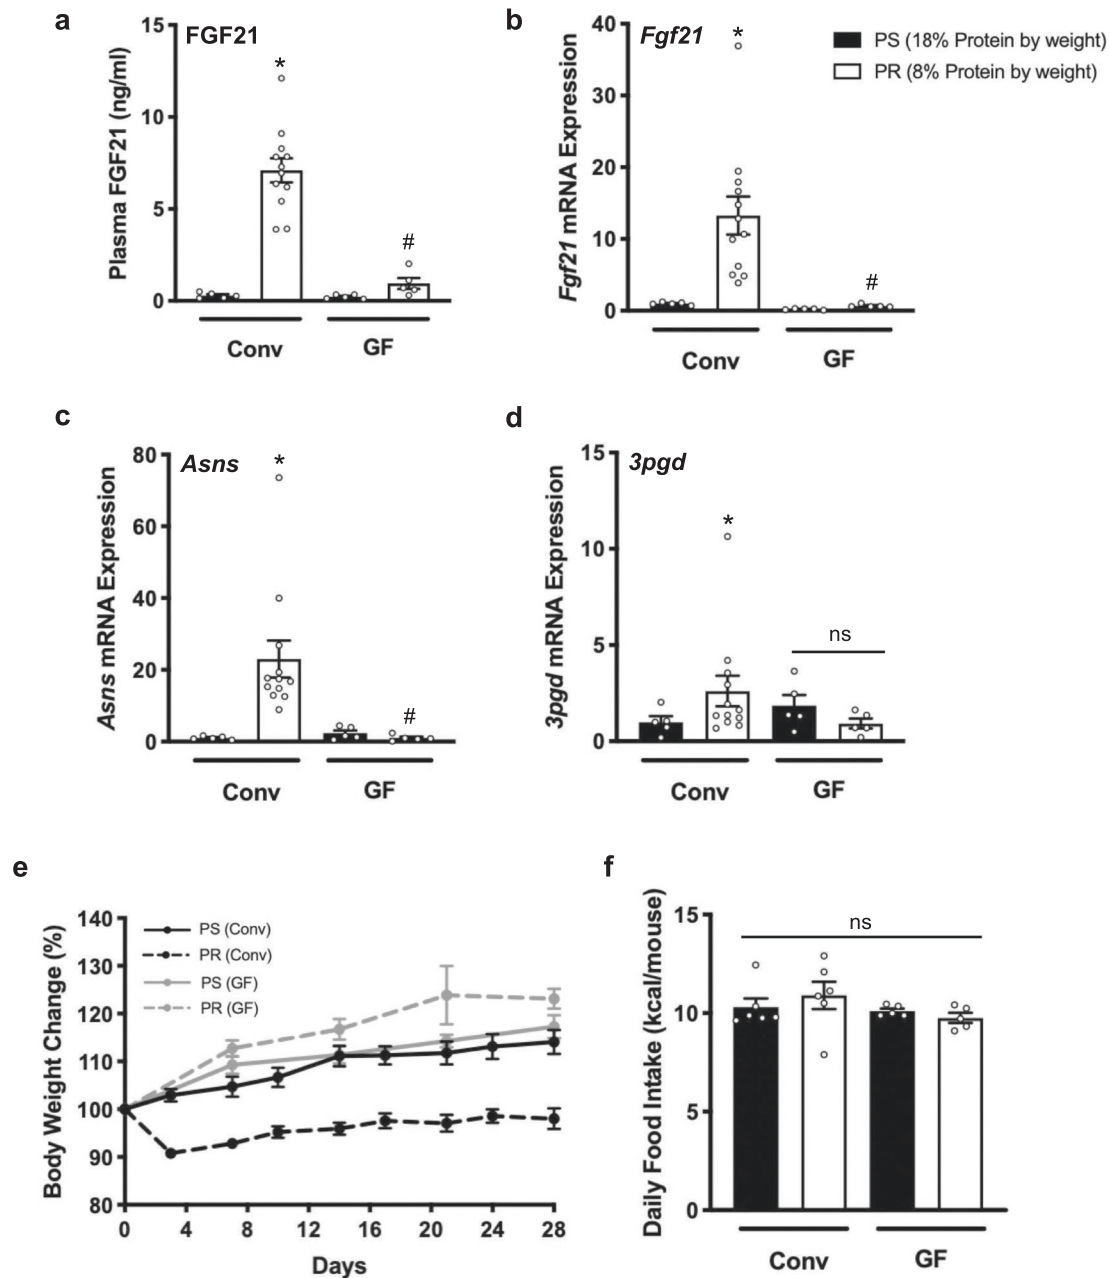 a
FGF21
Plasma FGF21 (ng/ml)
15
10
5
0
*
#
Conv
GF
b
Fgf21
Fgf21 mRNA Expression
40
30
20
10
0
*
#
Conv
GF
PS (18% Protein by weight)
PR (8% Protein by weight)
c
Asns
Asns mRNA Expression
80
60
40
20
0
*
#
Conv
GF
d
3pgd
3pgd mRNA Expression
15
10
5
0
*
ns
Conv
GF
e
Body Weight Change (%)
140
130
120
110
100
90
80
PS (Conv)
PR (Conv)
PS (GF)
PR (GF)
0 4 8 12 16 20 24 28
Days
f
Daily Food Intake (kcal/mouse)
15
10
5
0
ns
Conv
GF